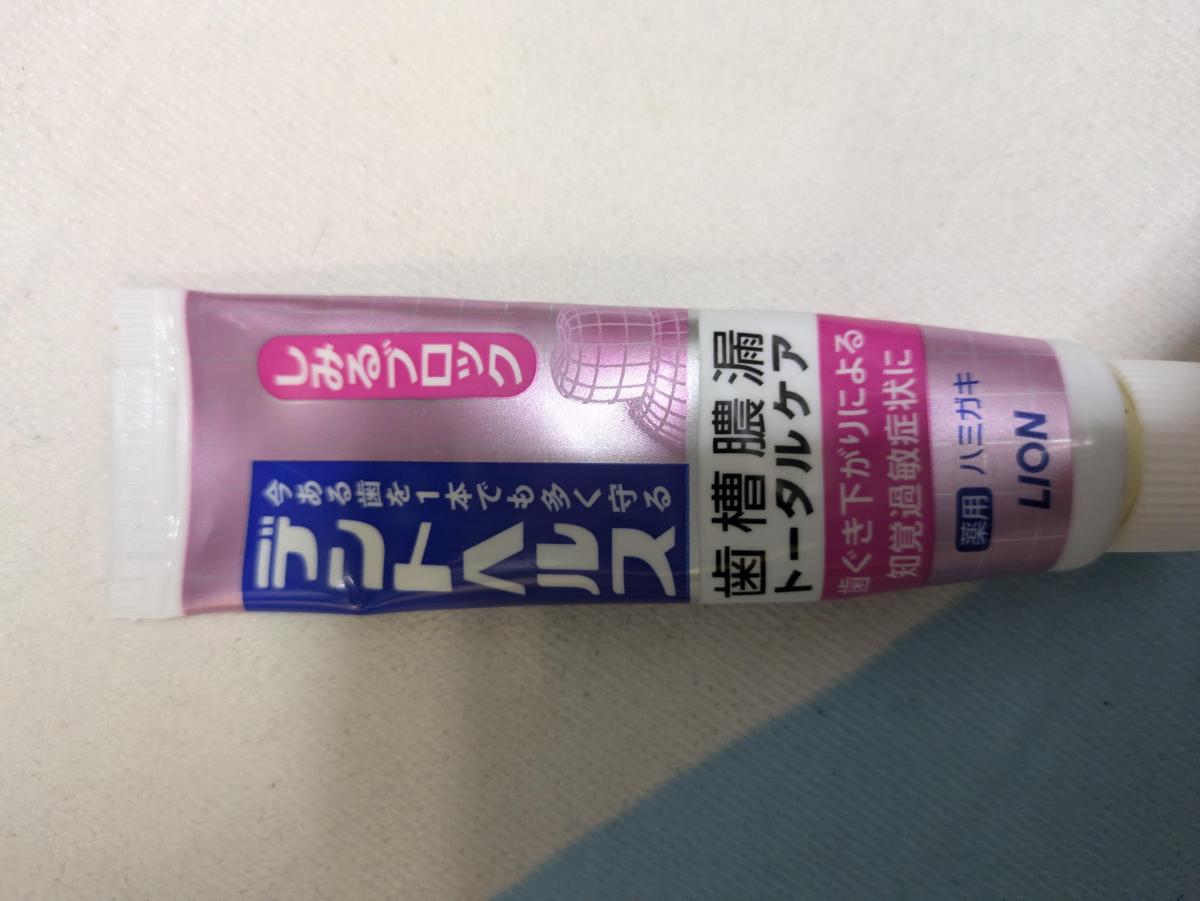 しみるブロック
今ある歯を1本でも多く守る
デントヘルス
歯槽膿漏
トータルケア
歯ぐき下がりによる
知覚過敏症状に
薬用ハミガキ
LION